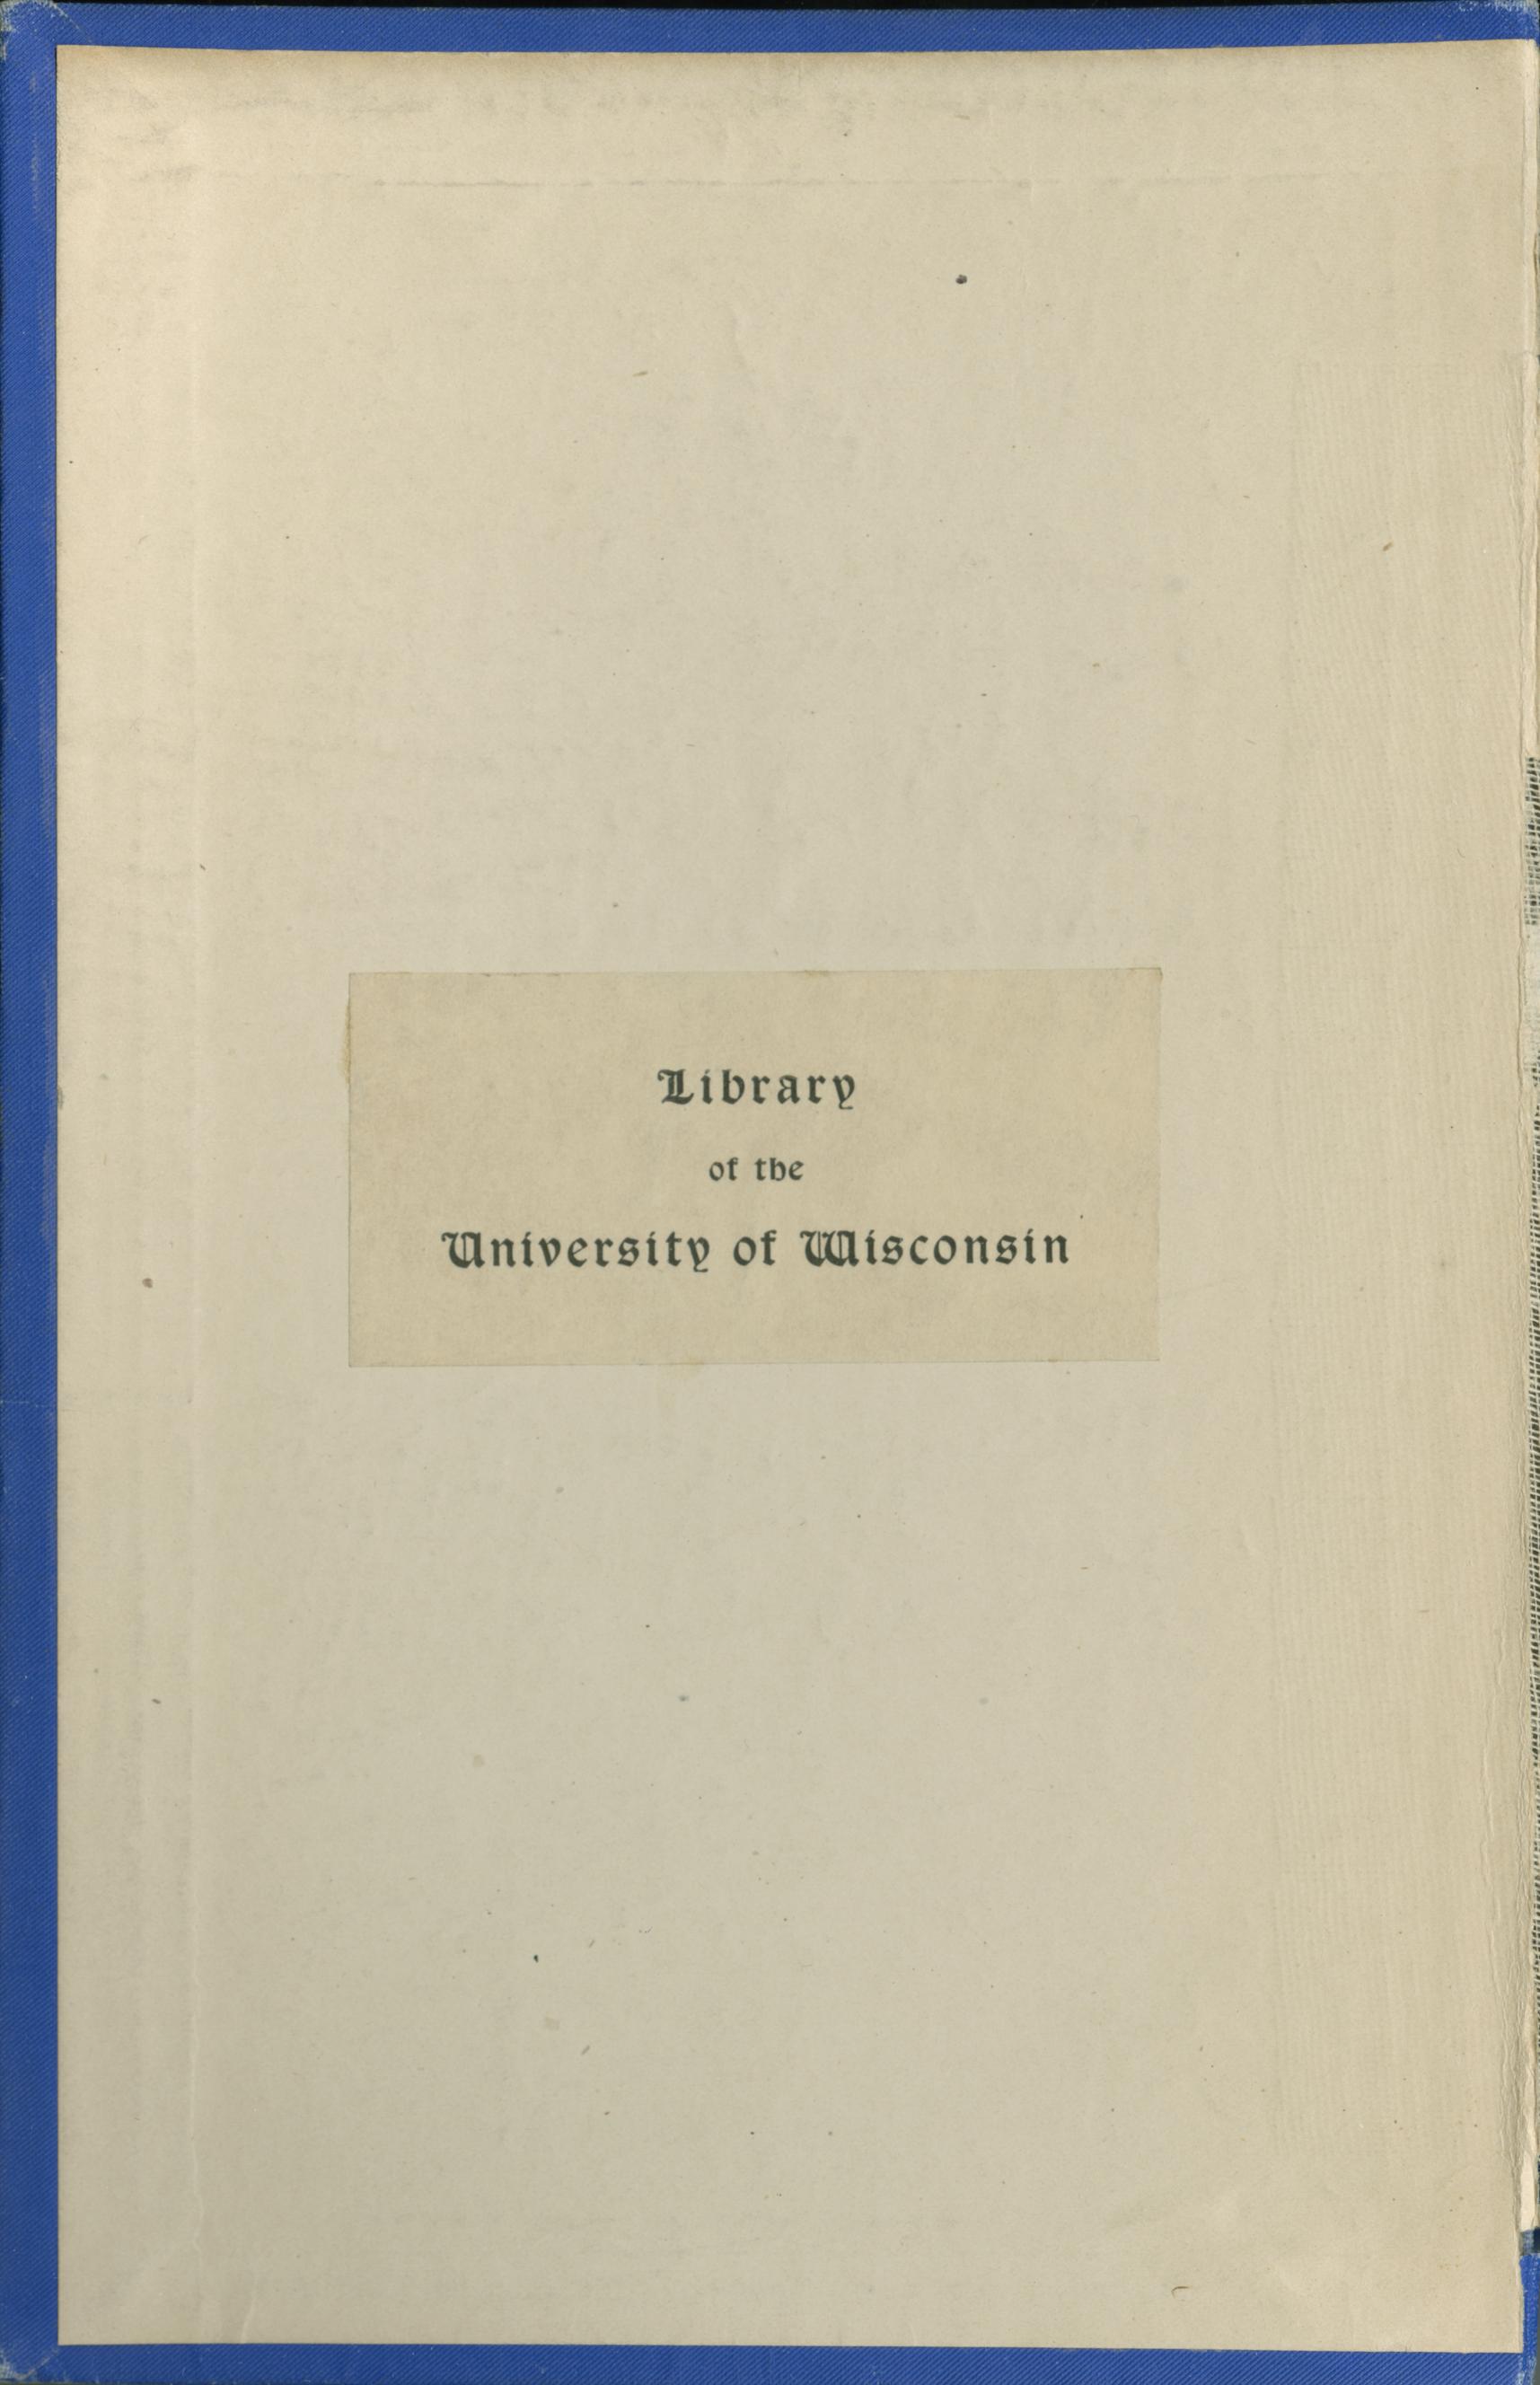 Library
of the
University of Wisconsin